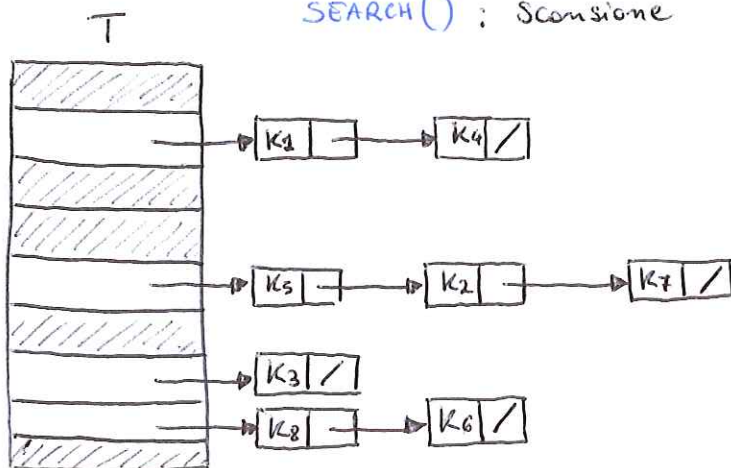 SEARCH() : Scansione
T
K1 K4 /
K5 K2 K7 /
K3 /
K8 K6 /